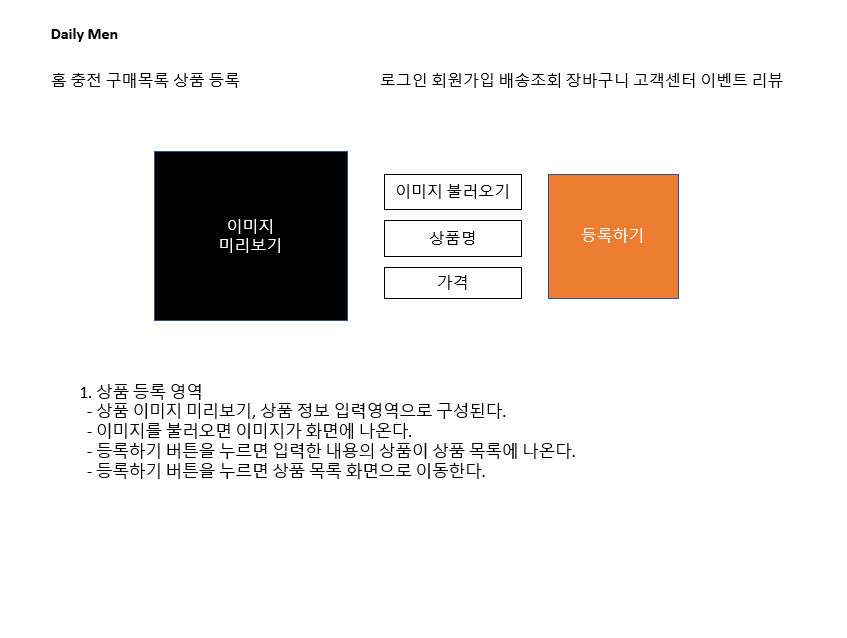 Daily Men
홈 충전 구매목록 상품 등록
로그인 회원가입 배송조회 장바구니 고객센터 이벤트 리뷰
이미지
미리보기
이미지 불러오기
상품명
가격
등록하기
1. 상품 등록 영역
- 상품 이미지 미리보기, 상품 정보 입력영역으로 구성된다.
- 이미지를 불러오면 이미지가 화면에 나온다.
- 등록하기 버튼을 누르면 입력한 내용의 상품이 상품 목록에 나온다.
- 등록하기 버튼을 누르면 상품 목록 화면으로 이동한다.